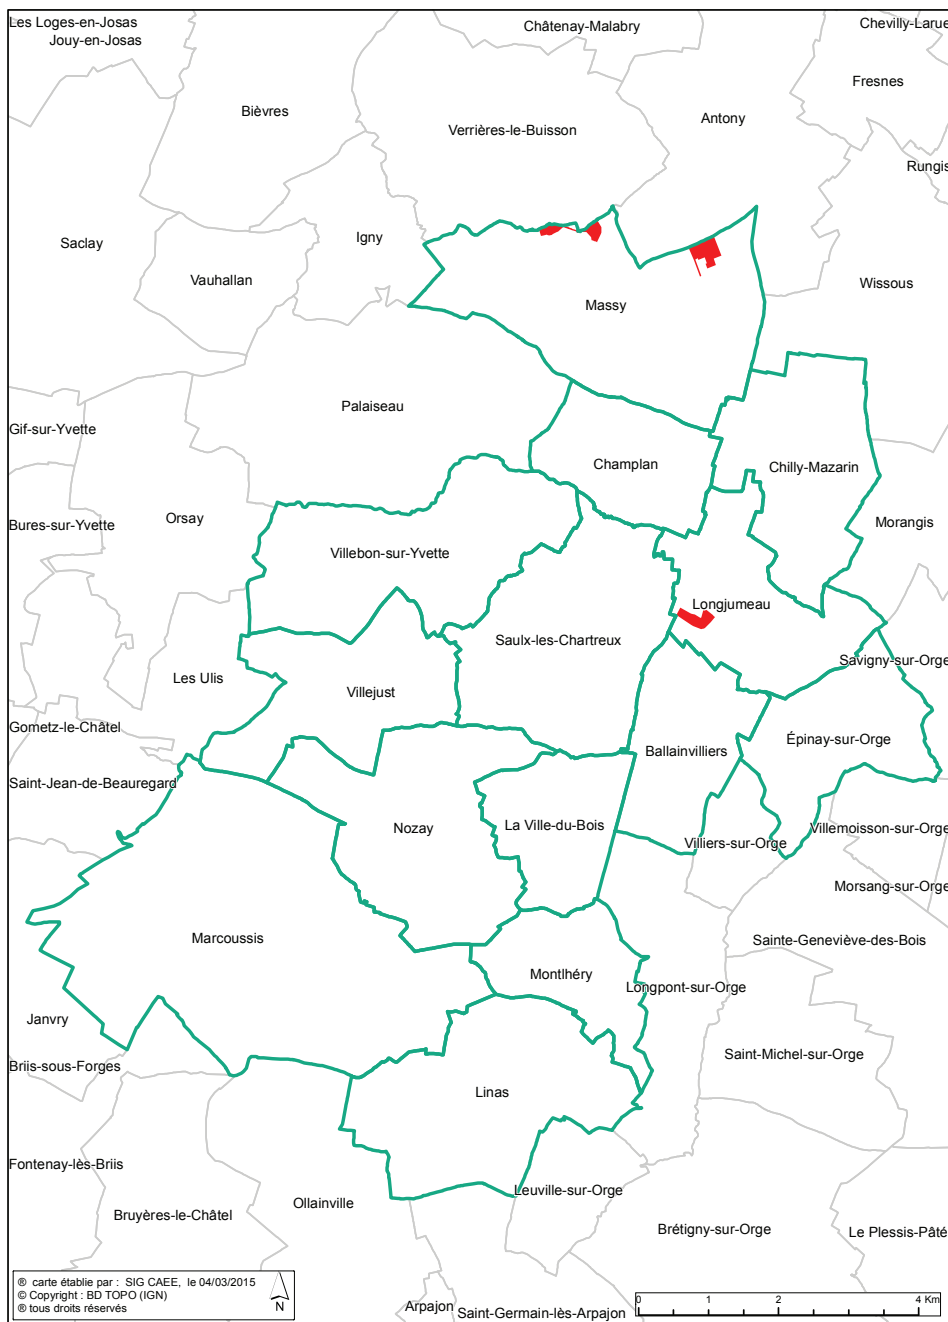 Les Loges-en-Josas
Jouy-en-Josas
Châtenay-Malabry
Chevilly-Larue
Fresnes
Bièvres
Verrières-le-Buisson
Antony
Rungis
Saclay
Igny
Vauhallan
Wissous
Massy
Palaiseau
Gif-sur-Yvette
Champlan
Chilly-Mazarin
Bures-sur-Yvette
Orsay
Morangis
Villebon-sur-Yvette
Longjumeau
Saulx-les-Chartreux
Savigny-sur-Orge
Les Ulis
Villejust
Gometz-le-Châtel
Ballainvilliers
Épinay-sur-Orge
Saint-Jean-de-Beauregard
Nozay
La Ville-du-Bois
Villemoisson-sur-Orge
Villiers-sur-Orge
Morsang-sur-Orge
Marcoussis
Sainte-Geneviève-des-Bois
Montlhéry
Longpont-sur-Orge
Janvry
Saint-Michel-sur-Orge
Briis-sous-Forges
Linas
Fontenay-lès-Briis
Leuville-sur-Orge
Ollainville
Bruyères-le-Châtel
Brétigny-sur-Orge
Le Plessis-Pâté
® carte établie par : SIG CAEE, le 04/03/2015
© Copyright : BD TOPO (IGN)
® tous droits réservés
N
Arpajon
Saint-Germain-lès-Arpajon
0 1 2 4 Km